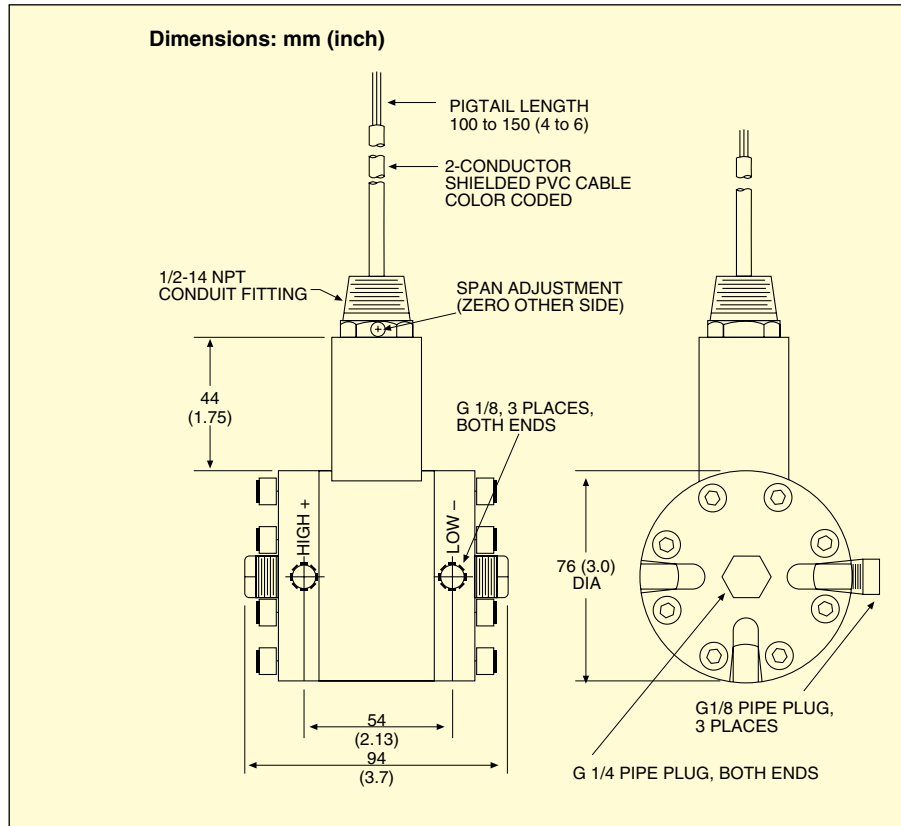 Dimensions: mm (inch)
PIGTAIL LENGTH
100 to 150 (4 to 6)
2-CONDUCTOR
SHIELDED PVC CABLE
COLOR CODED
1/2-14 NPT
CONDUIT FITTING
SPAN ADJUSTMENT
(ZERO OTHER SIDE)
44
(1.75)
G 1/8, 3 PLACES,
BOTH ENDS
HIGH +
LOW –
76 (3.0)
DIA
54
(2.13)
94
(3.7)
G1/8 PIPE PLUG,
3 PLACES
G 1/4 PIPE PLUG, BOTH ENDS